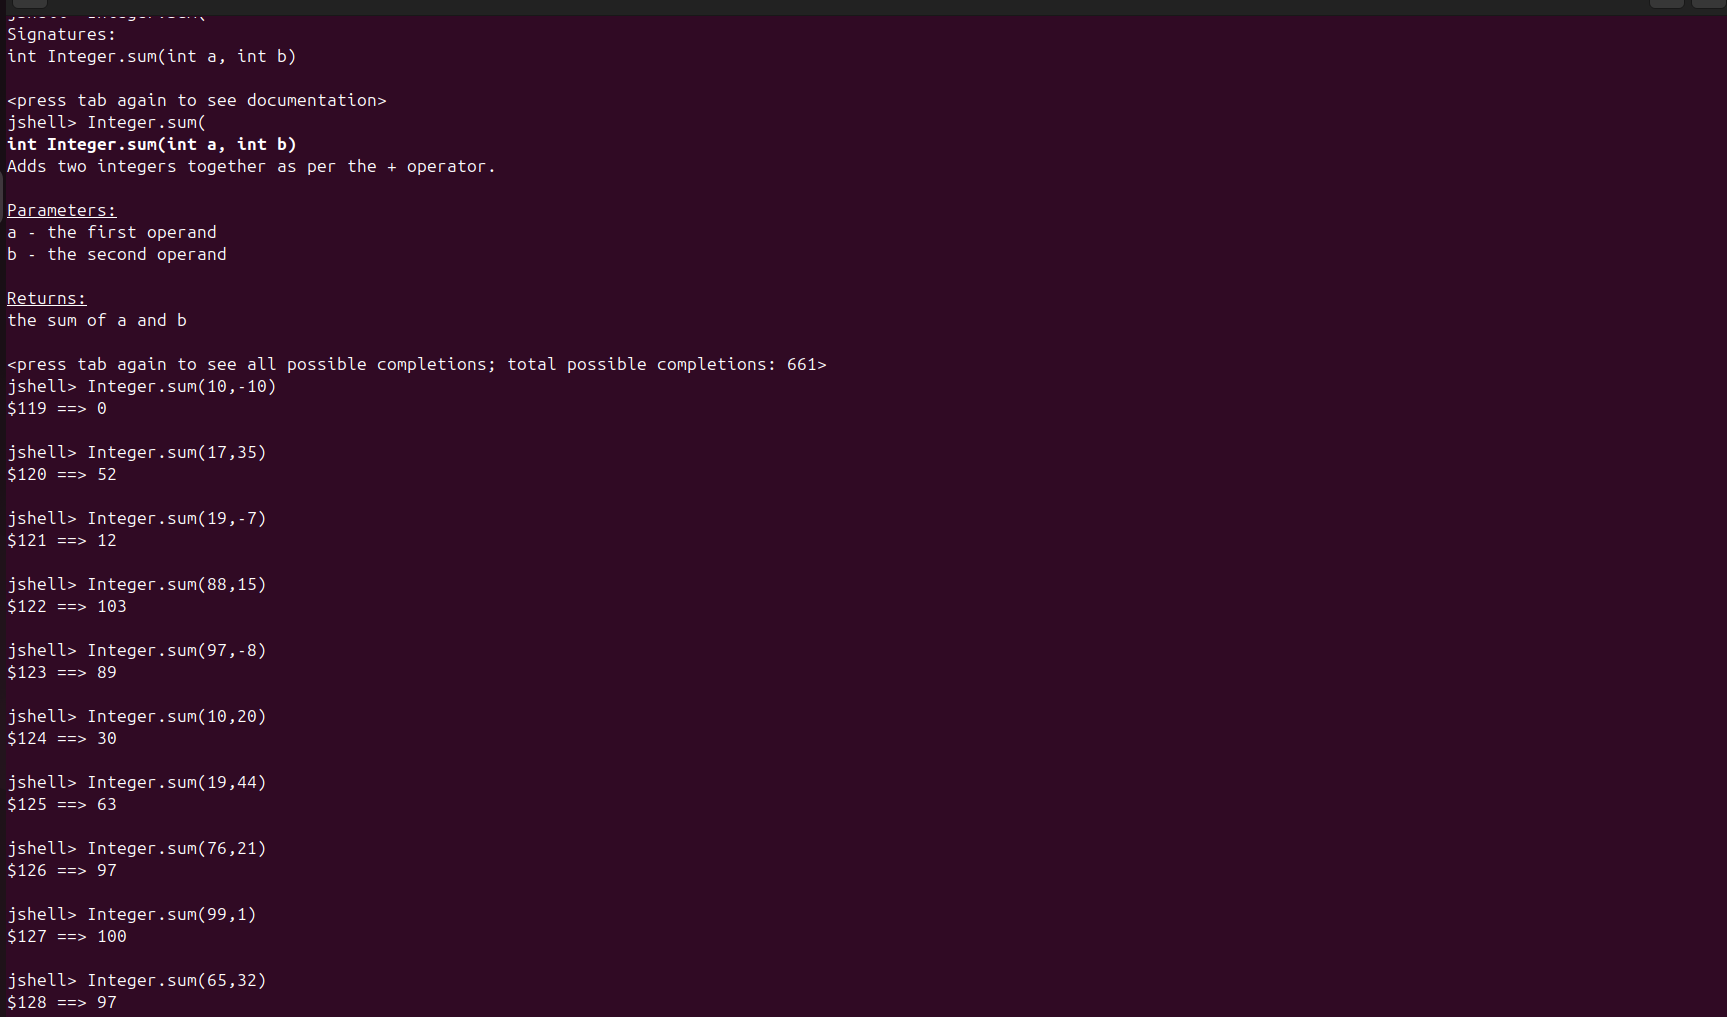 Signatures:
int Integer.sum(int a, int b)
<press tab again to see documentation>
jshell> Integer.sum(
int Integer.sum(int a, int b)
Adds two integers together as per the + operator.
Parameters:
a - the first operand
b - the second operand
Returns:
the sum of a and b
<press tab again to see all possible completions; total possible completions: 661>
jshell> Integer.sum(10,-10)
$119 ==> 0
jshell> Integer.sum(17,35)
$120 ==> 52
jshell> Integer.sum(19,-7)
$121 ==> 12
jshell> Integer.sum(88,15)
$122 ==> 103
jshell> Integer.sum(97,-8)
$123 ==> 89
jshell> Integer.sum(10,20)
$124 ==> 30
jshell> Integer.sum(19,44)
$125 ==> 63
jshell> Integer.sum(76,21)
$126 ==> 97
jshell> Integer.sum(99,1)
$127 ==> 100
jshell> Integer.sum(65,32)
$128 ==> 97